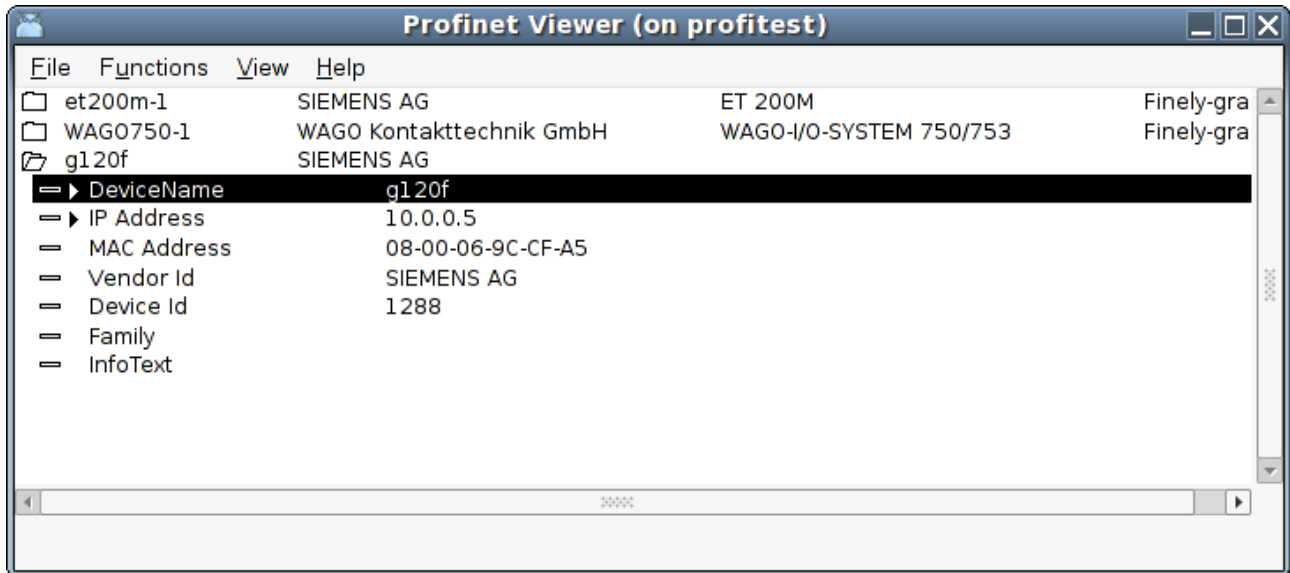 Profinet Viewer (on profitest)
File Functions View Help
et200m-1 SIEMENS AG ET 200M Finely-gra
WAGO750-1 WAGO Kontakttechnik GmbH WAGO-I/O-SYSTEM 750/753 Finely-gra
g120f SIEMENS AG
DeviceName g120f
IP Address 10.0.0.5
MAC Address 08-00-06-9C-CF-A5
Vendor Id SIEMENS AG
Device Id 1288
Family
InfoText